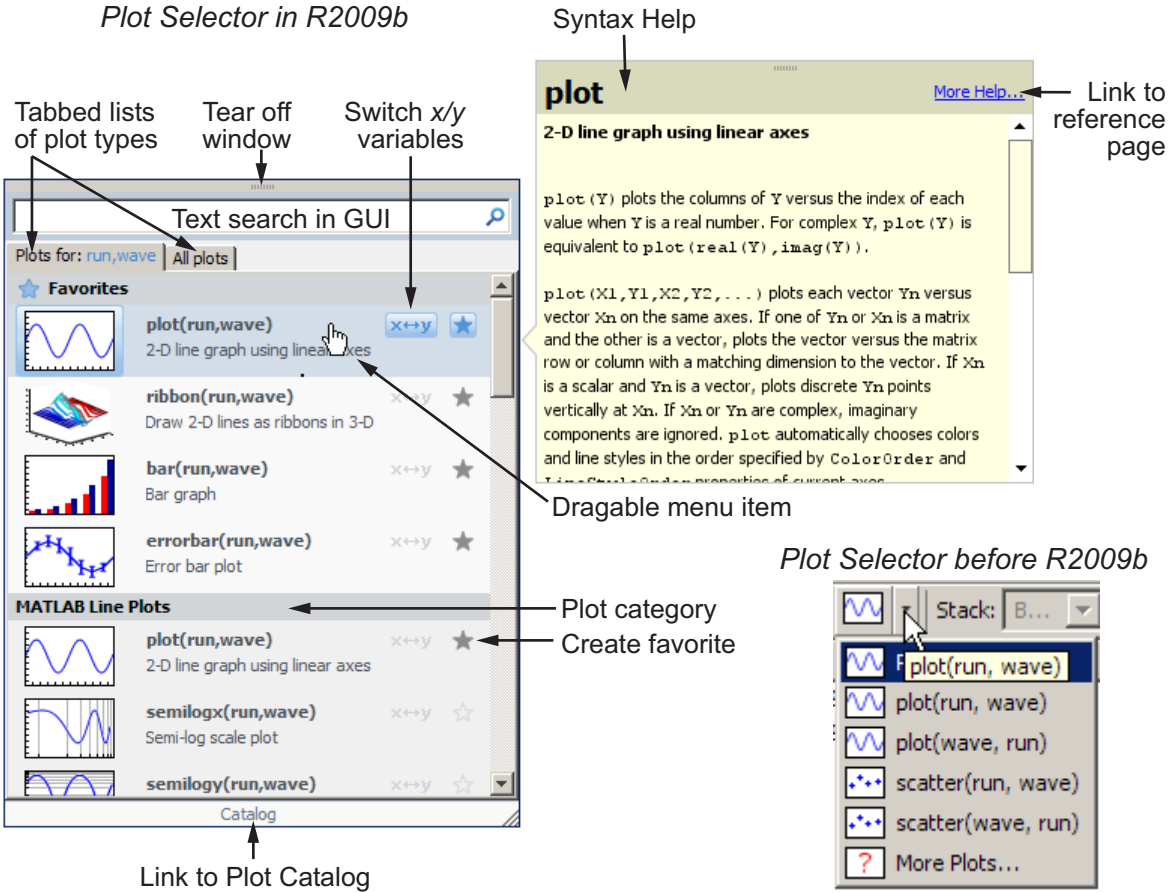 Plot Selector in R2009b
Syntax Help
Tabbed lists
of plot types
Tear off
window
Switch x/y
variables
Link to
reference
page
Text search in GUI
Plots for: run,wave
All plots
Favorites
plot(run,wave)
2-D line graph using linear axes
x↔y
ribbon(run,wave)
Draw 2-D lines as ribbons in 3-D
x↔y
bar(run,wave)
Bar graph
x↔y
errorbar(run,wave)
Error bar plot
x↔y
MATLAB Line Plots
plot(run,wave)
2-D line graph using linear axes
x↔y
semilogx(run,wave)
Semi-log scale plot
x↔y
semilogy(run,wave)
x↔y
Catalog
Link to Plot Catalog
plot
More Help...
2-D line graph using linear axes
plot(Y) plots the columns of Y versus the index of each
value when Y is a real number. For complex Y, plot(Y) is
equivalent to plot(real(Y),imag(Y)).
plot(X1,Y1,X2,Y2,...) plots each vector Yn versus
vector Xn on the same axes. If one of Yn or Xn is a matrix
and the other is a vector, plots the vector versus the matrix
row or column with a matching dimension to the vector. If Xn
is a scalar and Yn is a vector, plots discrete Yn points
vertically at Xn. If Xn or Yn are complex, imaginary
components are ignored. plot automatically chooses colors
and line styles in the order specified by ColorOrder and
LineStyleOrder properties of current axes
Dragable menu item
Plot category
Create favorite
Plot Selector before R2009b
Stack: B...
plot(run, wave)
plot(run, wave)
plot(wave, run)
scatter(run, wave)
scatter(wave, run)
? More Plots...